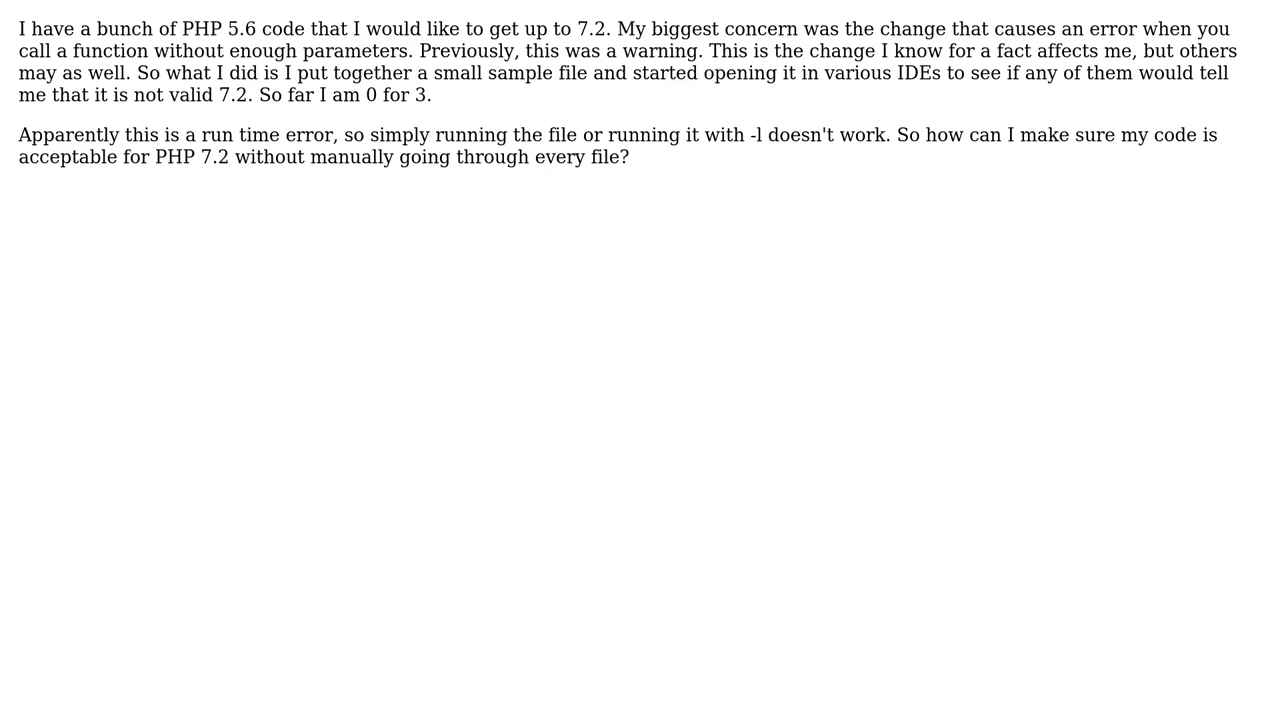 I have a bunch of PHP 5.6 code that I would like to get up to 7.2. My biggest concern was the change that causes an error when you
call a function without enough parameters. Previously, this was a warning. This is the change I know for a fact affects me, but others
may as well. So what I did is I put together a small sample file and started opening it in various IDEs to see if any of them would tell
me that it is not valid 7.2. So far I am 0 for 3.
Apparently this is a run time error, so simply running the file or running it with -l doesn't work. So how can I make sure my code is
acceptable for PHP 7.2 without manually going through every file?